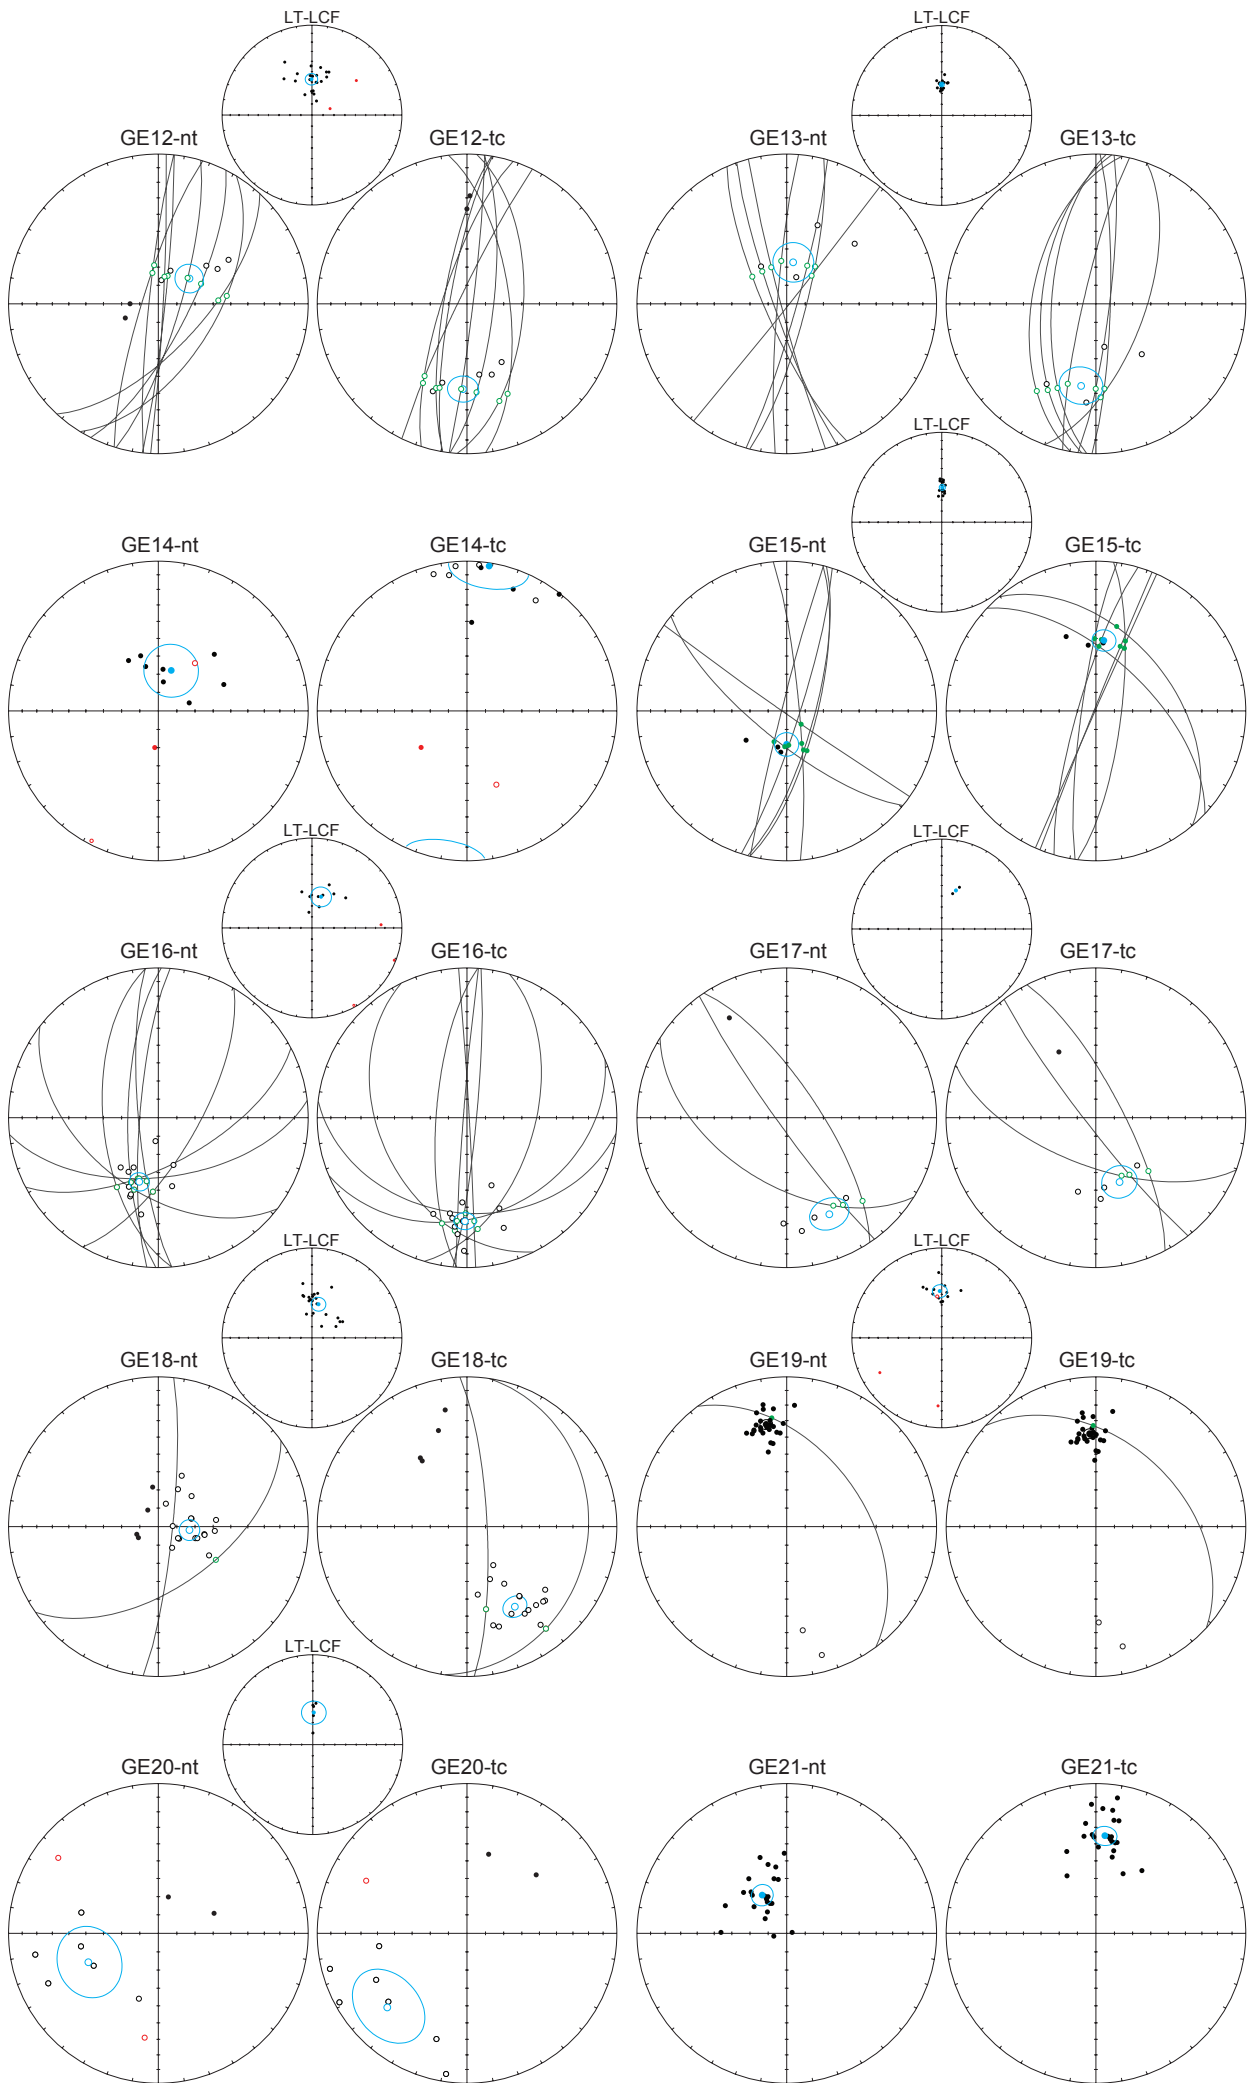 LT-LCF
LT-LCF
GE12-nt
GE12-tc
GE13-nt
GE13-tc
LT-LCF
GE14-nt
GE14-tc
GE15-nt
GE15-tc
LT-LCF
LT-LCF
GE16-nt
GE16-tc
GE17-nt
GE17-tc
LT-LCF
LT-LCF
GE18-nt
GE18-tc
GE19-nt
GE19-tc
LT-LCF
GE20-nt
GE20-tc
GE21-nt
GE21-tc